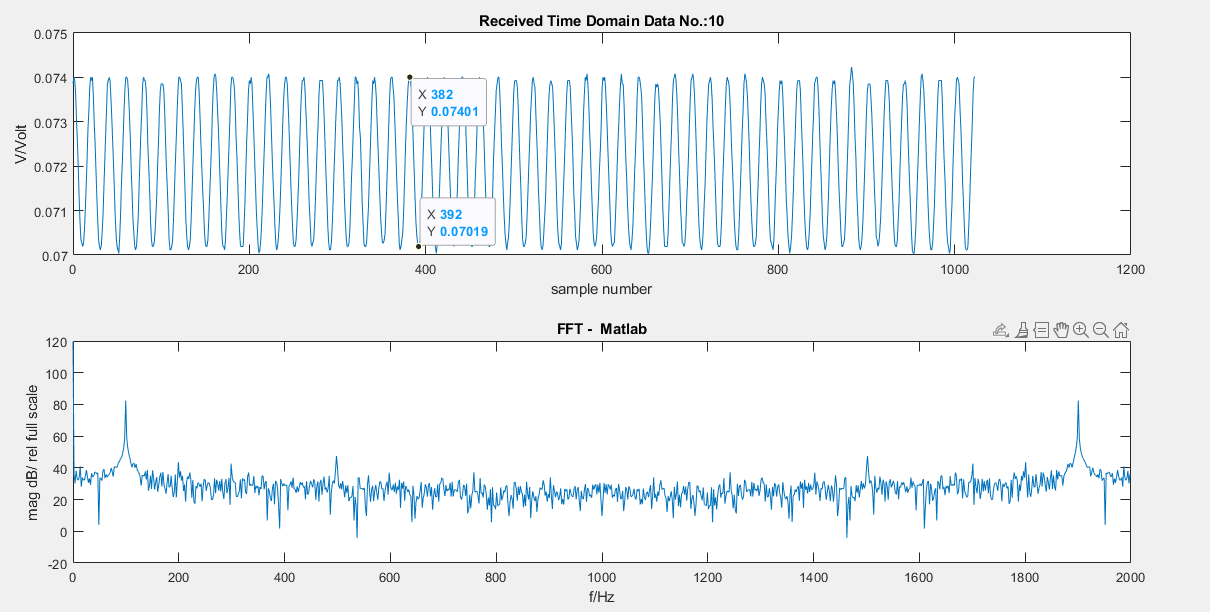 Received Time Domain Data No.:10
0.075
0.074
0.073
0.072
0.071
0.07
V/Volt
X 382
Y 0.07401
X 392
Y 0.07019
0 200 400 600 800 1000 1200
sample number
FFT - Matlab
120
100
80
60
40
20
0
-20
mag dB/ rel full scale
0 200 400 600 800 1000 1200 1400 1600 1800 2000
f/Hz